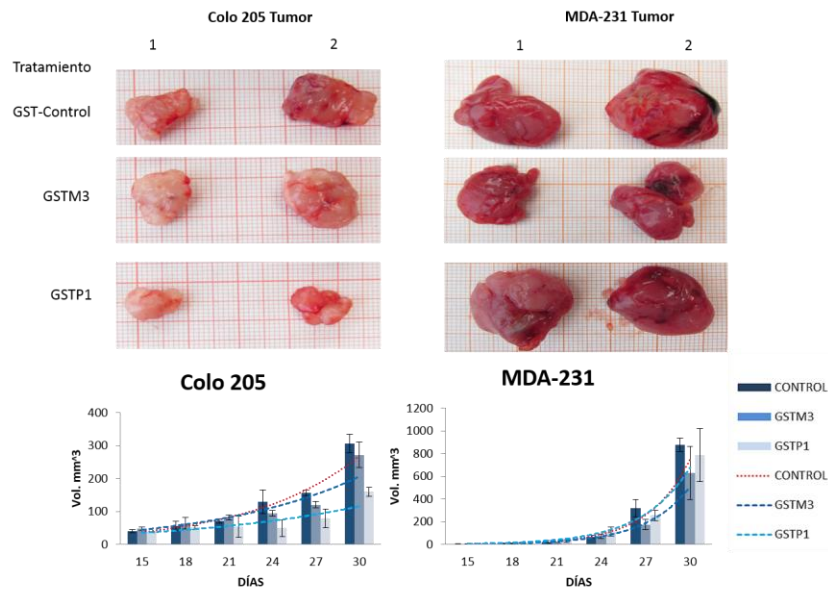 Colo 205 Tumor
MDA-231 Tumor
1
2
1
2
Tratamiento
GST-Control
GSTM3
GSTP1
Colo 205
Vol. mm^3
400
300
200
100
0
15 18 21 24 27 30
DÍAS
MDA-231
Vol. mm^3
1200
1000
800
600
400
200
0
15 18 21 24 27 30
DÍAS
CONTROL
GSTM3
GSTP1
CONTROL
GSTM3
GSTP1